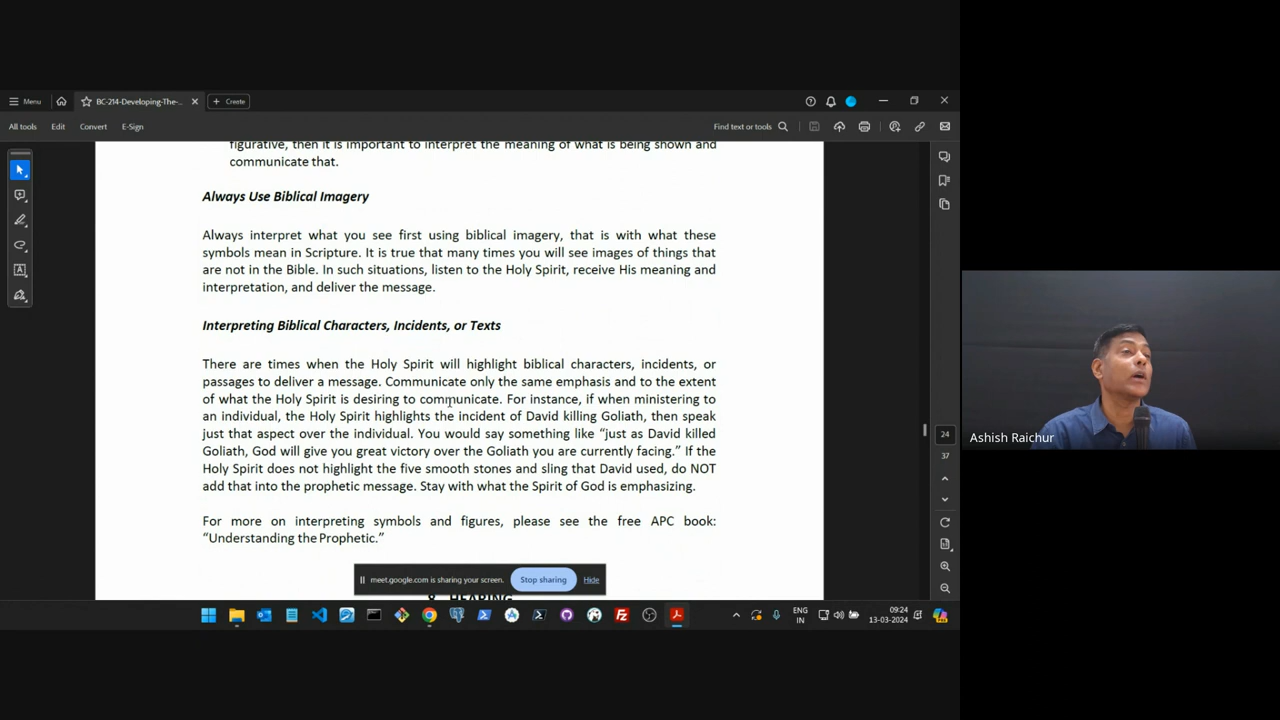 Menu
BC-214-Developing-The-...
Create
All tools
Edit
Convert
E-Sign
Find text or tools
figurative, then it is important to interpret the meaning of what is being shown and
communicate that.
Always Use Biblical Imagery
Always interpret what you see first using biblical imagery, that is with what these
symbols mean in Scripture. It is true that many times you will see images of things that
are not in the Bible. In such situations, listen to the Holy Spirit, receive His meaning and
interpretation, and deliver the message.
Interpreting Biblical Characters, Incidents, or Texts
There are times when the Holy Spirit will highlight biblical characters, incidents, or
passages to deliver a message. Communicate only the same emphasis and to the extent
of what the Holy Spirit is desiring to communicate. For instance, if when ministering to
an individual, the Holy Spirit highlights the incident of David killing Goliath, then speak
just that aspect over the individual. You would say something like “just as David killed
Goliath, God will give you great victory over the Goliath you are currently facing.” If the
Holy Spirit does not highlight the five smooth stones and sling that David used, do NOT
add that into the prophetic message. Stay with what the Spirit of God is emphasizing.
For more on interpreting symbols and figures, please see the free APC book:
“Understanding the Prophetic.”
8. HEARING
meet.google.com is sharing your screen.
Stop sharing
Hide
24
37
Ashish Raichur
ENG
IN
09:24
13-03-2024